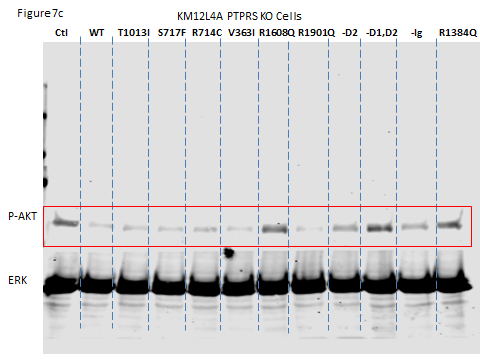 Figure 7c
KM12L4A PTPRS KO Cells
Ctl WT T1013I S717F R714C V363I R1608Q R1901Q -D2 -D1,D2 -Ig R1384Q
P-AKT
ERK